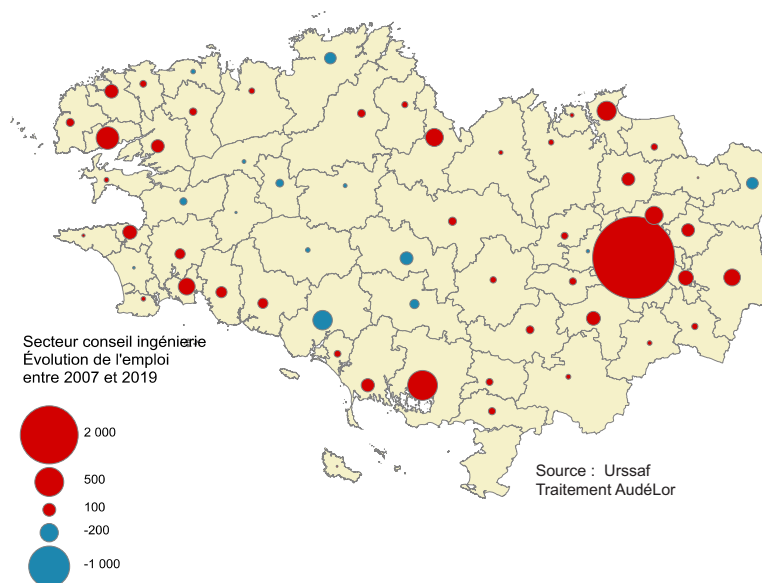 Secteur conseil ingénierie
Évolution de l'emploi
entre 2007 et 2019
2 000
500
100
-200
-1 000
Source : Urssaf
Traitement AudéLor